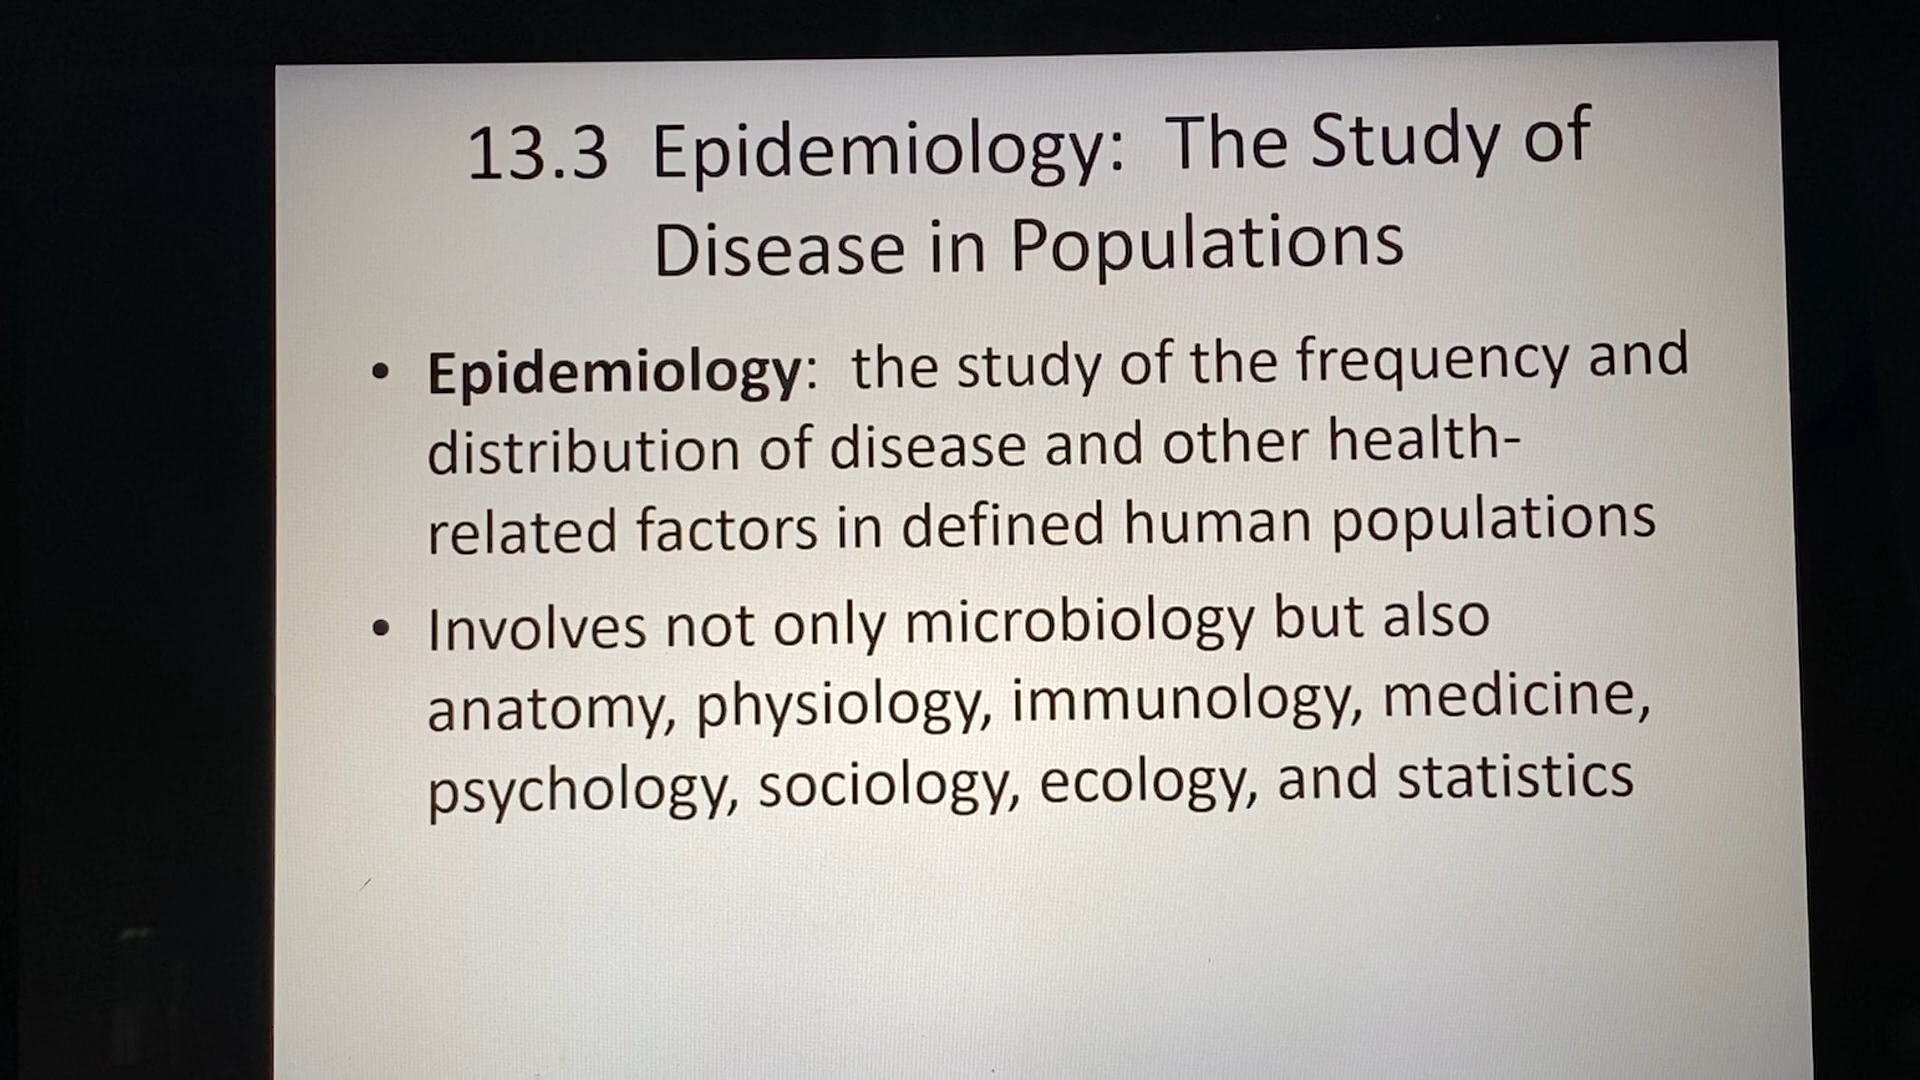 13.3 Epidemiology: The Study of
Disease in Populations
• Epidemiology: the study of the frequency and
distribution of disease and other health-
related factors in defined human populations
• Involves not only microbiology but also
anatomy, physiology, immunology, medicine,
psychology, sociology, ecology, and statistics